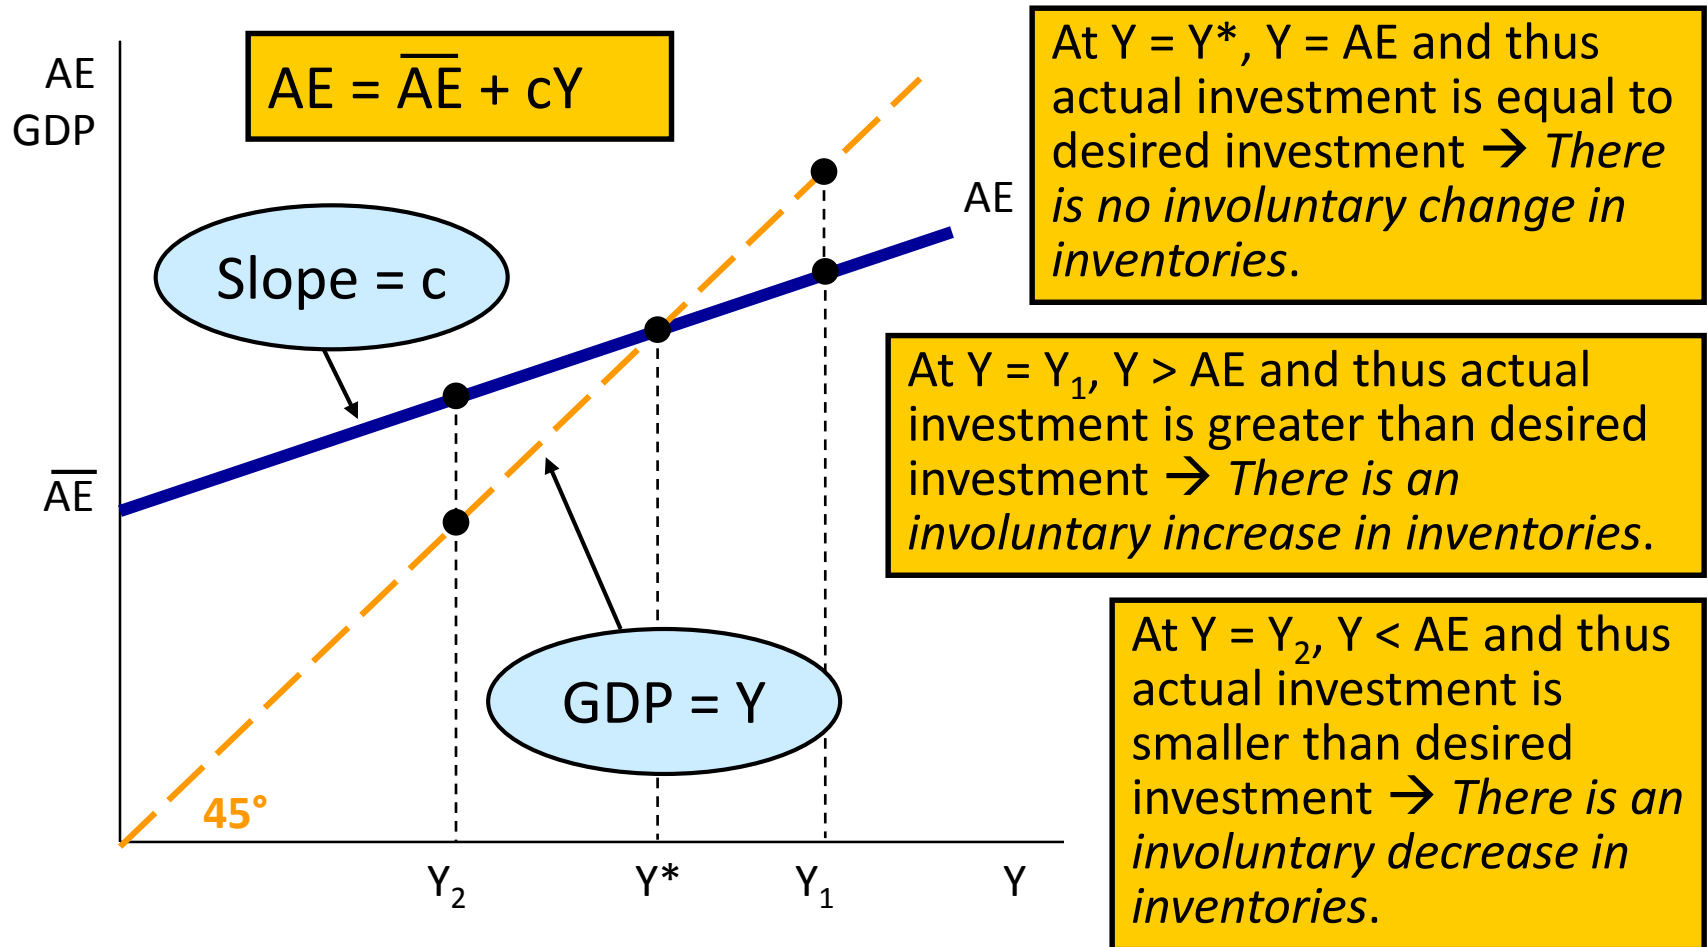 AE
GDP
AE = A̅E̅ + cY
Slope = c
AE
A̅E̅
GDP = Y
45°
Y₂
Y*
Y₁
Y
At Y = Y*, Y = AE and thus
actual investment is equal to
desired investment → There
is no involuntary change in
inventories.
At Y = Y₁, Y > AE and thus actual
investment is greater than desired
investment → There is an
involuntary increase in inventories.
At Y = Y₂, Y < AE and thus
actual investment is
smaller than desired
investment → There is an
involuntary decrease in
inventories.